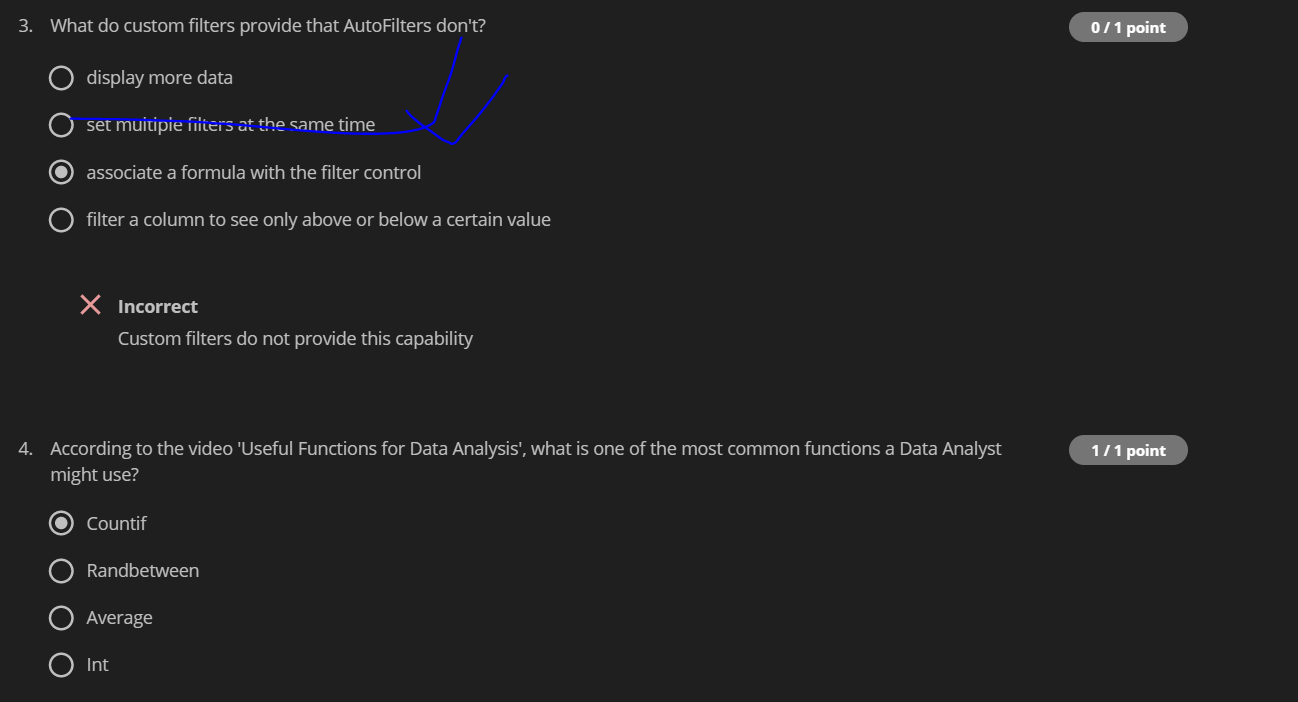 3. What do custom filters provide that AutoFilters don't?
0 / 1 point
display more data
set multiple filters at the same time
associate a formula with the filter control
filter a column to see only above or below a certain value
Incorrect
Custom filters do not provide this capability
4. According to the video 'Useful Functions for Data Analysis', what is one of the most common functions a Data Analyst
might use?
1 / 1 point
Countif
Randbetween
Average
Int